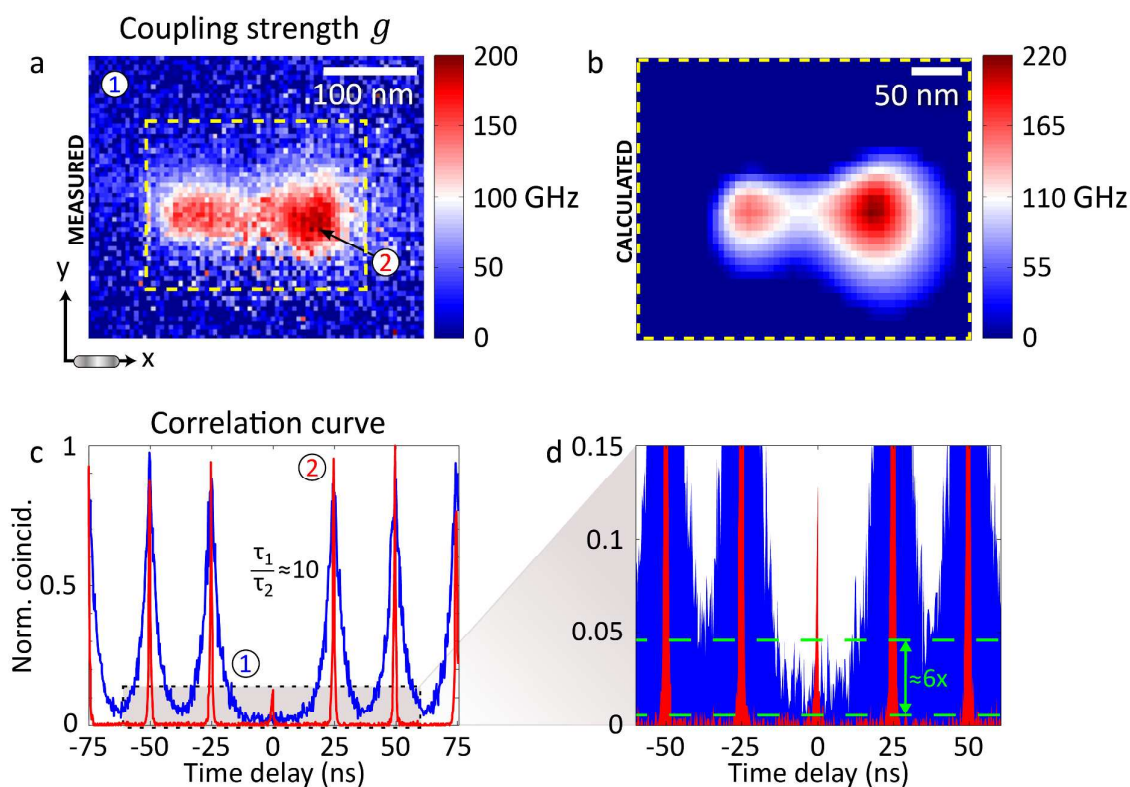 Coupling strength g
a
①
100 nm
200
150
100 GHz
50
0
MEASURED
②
y
x
b
50 nm
220
165
110 GHz
55
0
CALCULATED
Correlation curve
c
1
0.5
0
Norm. coincid.
②
τ1/τ2≈10
①
-75 -50 -25 0 25 50 75
Time delay (ns)
d
0.15
0.1
0.05
0
≈6x
-50 -25 0 25 50
Time delay (ns)